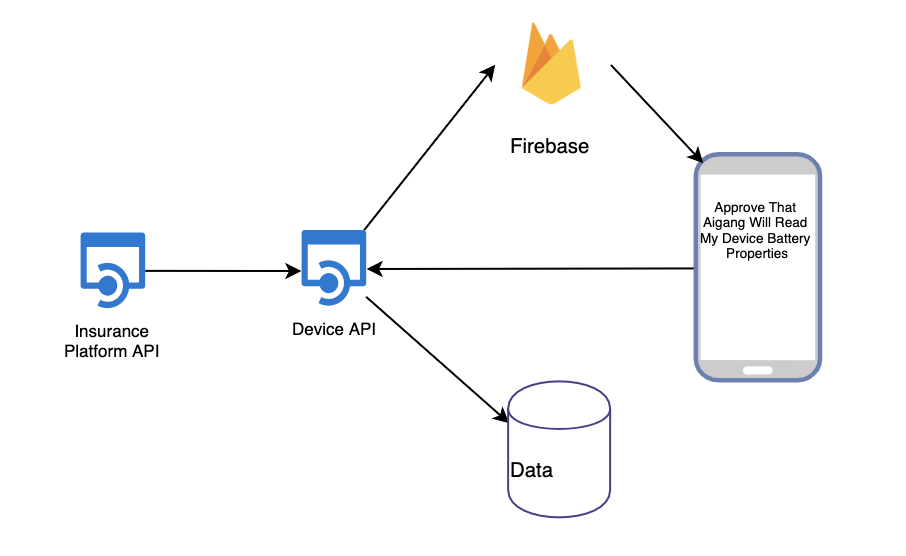 Firebase
Approve That
Aigang Will Read
My Device Battery
Properties
Insurance
Platform API
Device API
Data